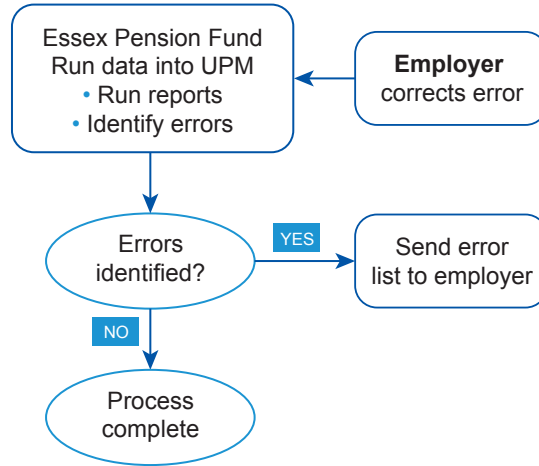 Essex Pension Fund
Run data into UPM
• Run reports
• Identify errors
Employer
corrects error
Errors
identified?
YES
Send error
list to employer
NO
Process
complete